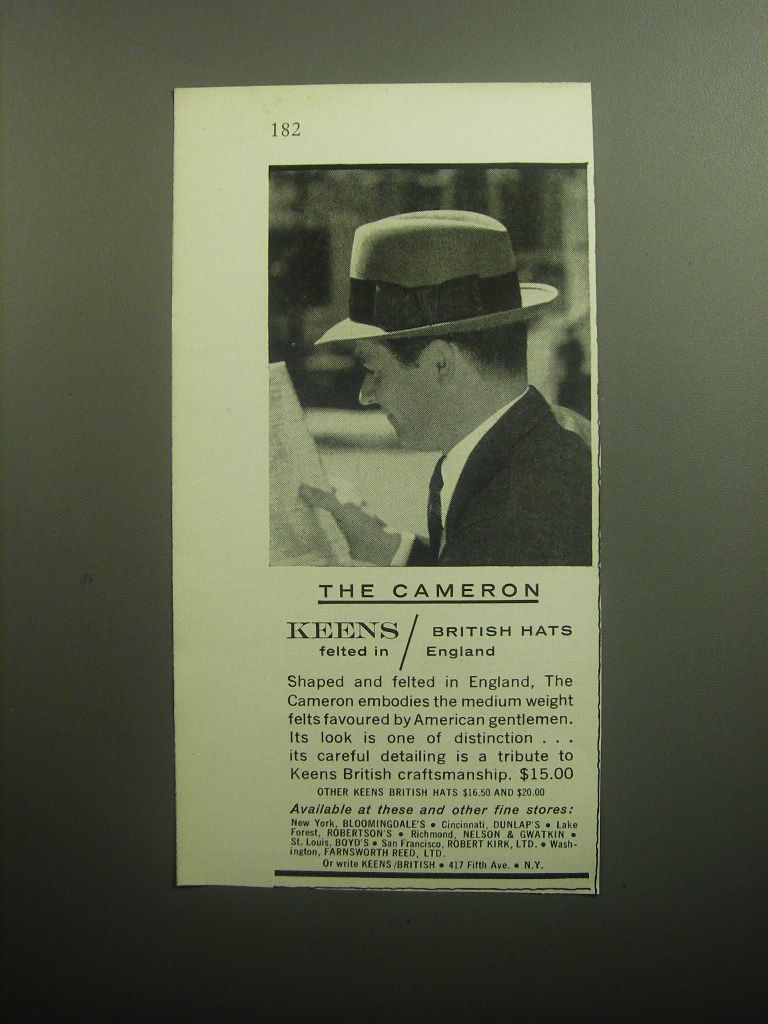 182
THE CAMERON
KEENS / BRITISH HATS
felted in / England
Shaped and felted in England, The
Cameron embodies the medium weight
felts favoured by American gentlemen.
Its look is one of distinction . . .
its careful detailing is a tribute to
Keens British craftsmanship. $15.00
OTHER KEENS BRITISH HATS $16.50 AND $20.00
Available at these and other fine stores:
New York, BLOOMINGDALE'S • Cincinnati, DUNLAP'S • Lake
Forest, ROBERTSON'S • Richmond, NELSON & GWATKIN •
St. Louis, BOYD'S • San Francisco, ROBERT KIRK, LTD. • Wash-
ington, FARNSWORTH REED, LTD.
Or write KEENS/BRITISH • 417 Fifth Ave. • N.Y.